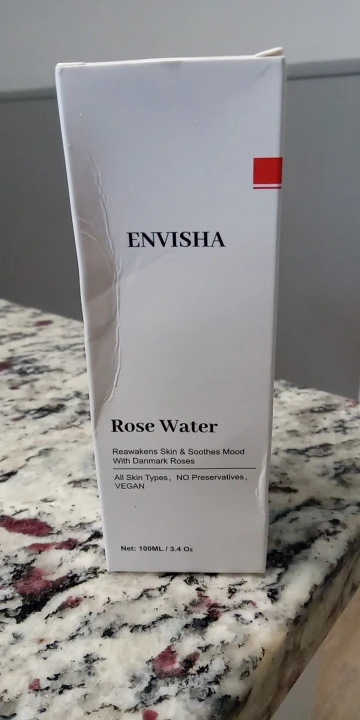 ENVISHA
Rose Water
Reawakens Skin & Soothes Mood
With Danmark Roses
All Skin Types, NO Preservatives,
VEGAN
Net: 100ML / 3.4 Oz